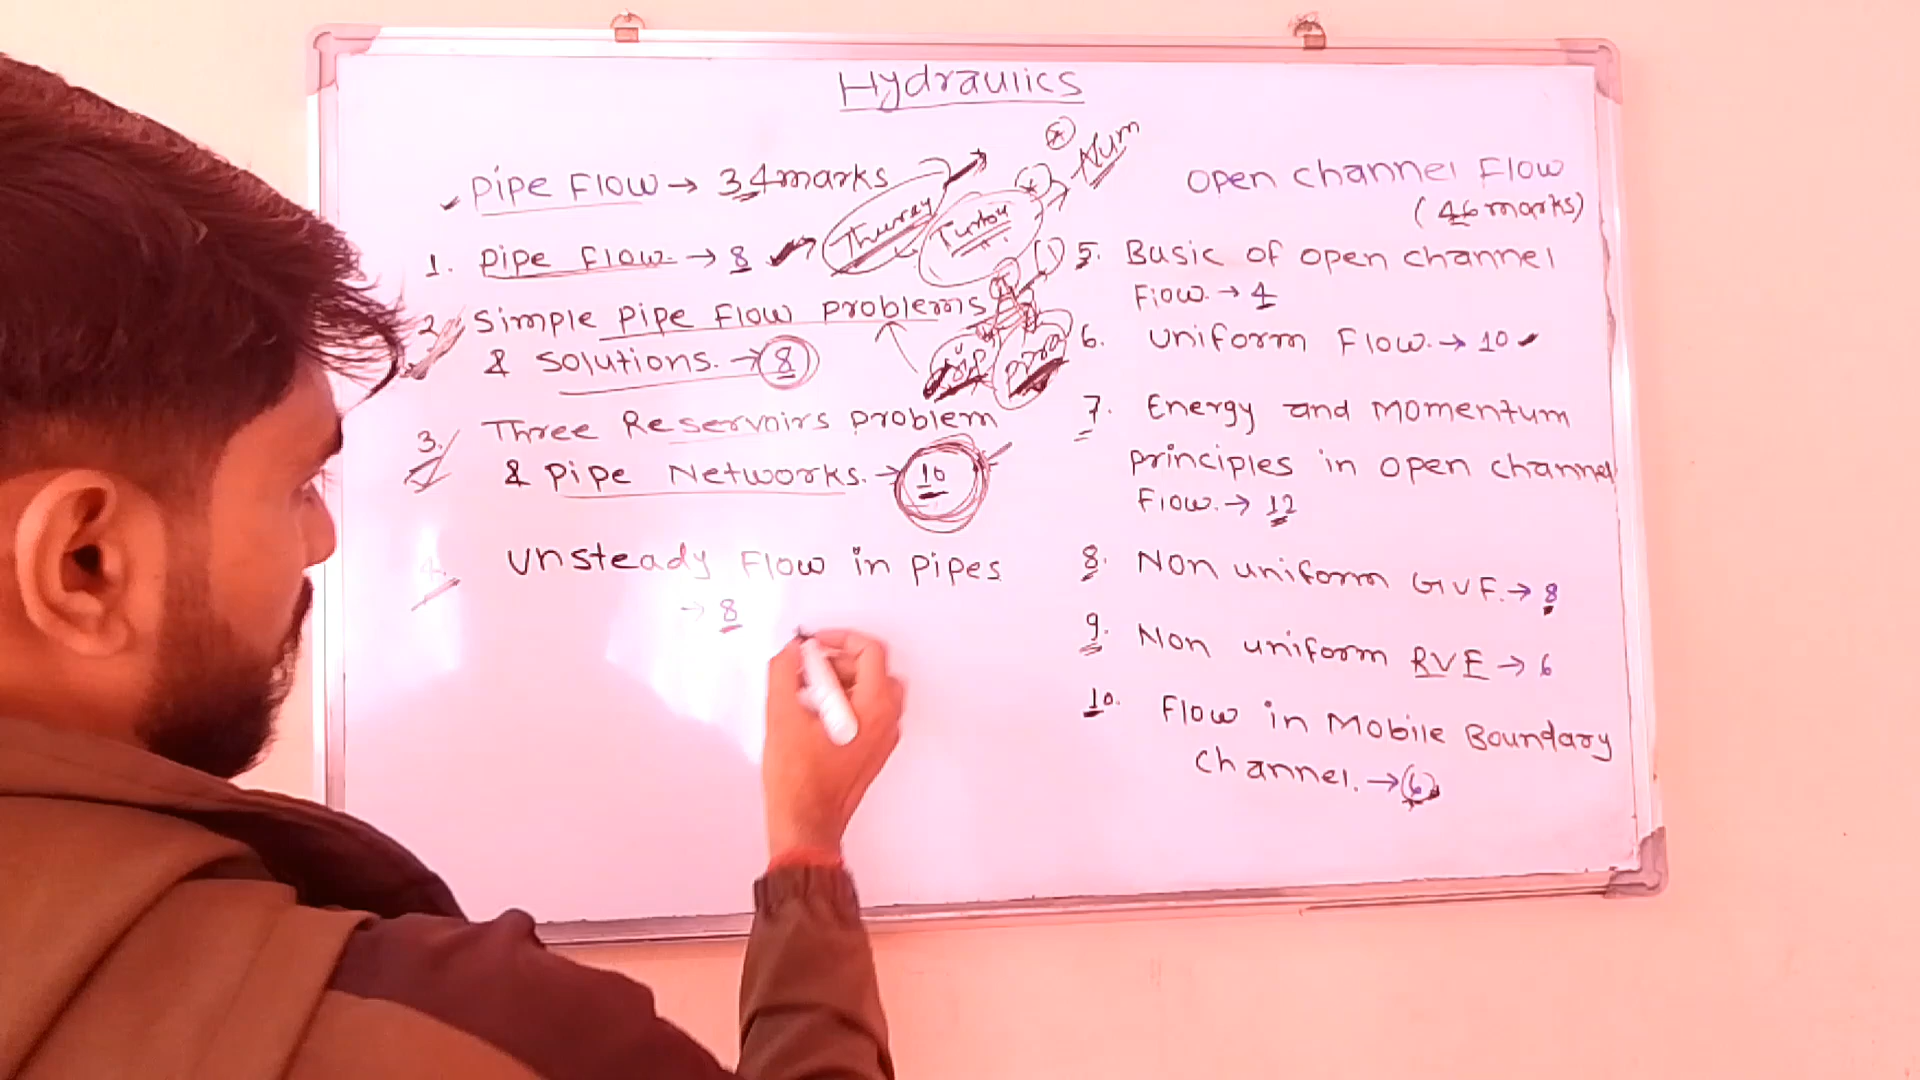 Hydraulics
Pipe Flow → 34 marks
1. Pipe flow. → 8
Theory
Num
2. Simple pipe flow problems
& solutions. → 8
3. Three Reservoirs problem
& Pipe Networks. → 10
unsteady flow in pipes
→ 8
open channel Flow
(46 marks)
5. Basic of open channel
Flow. → 4
6. uniform Flow. → 10
7. Energy and Momentum
principles in open channel
Flow. → 12
8. Non uniform GVF. → 8
9. Non uniform RVF → 6
10. Flow in Mobile Boundary
channel. → 6